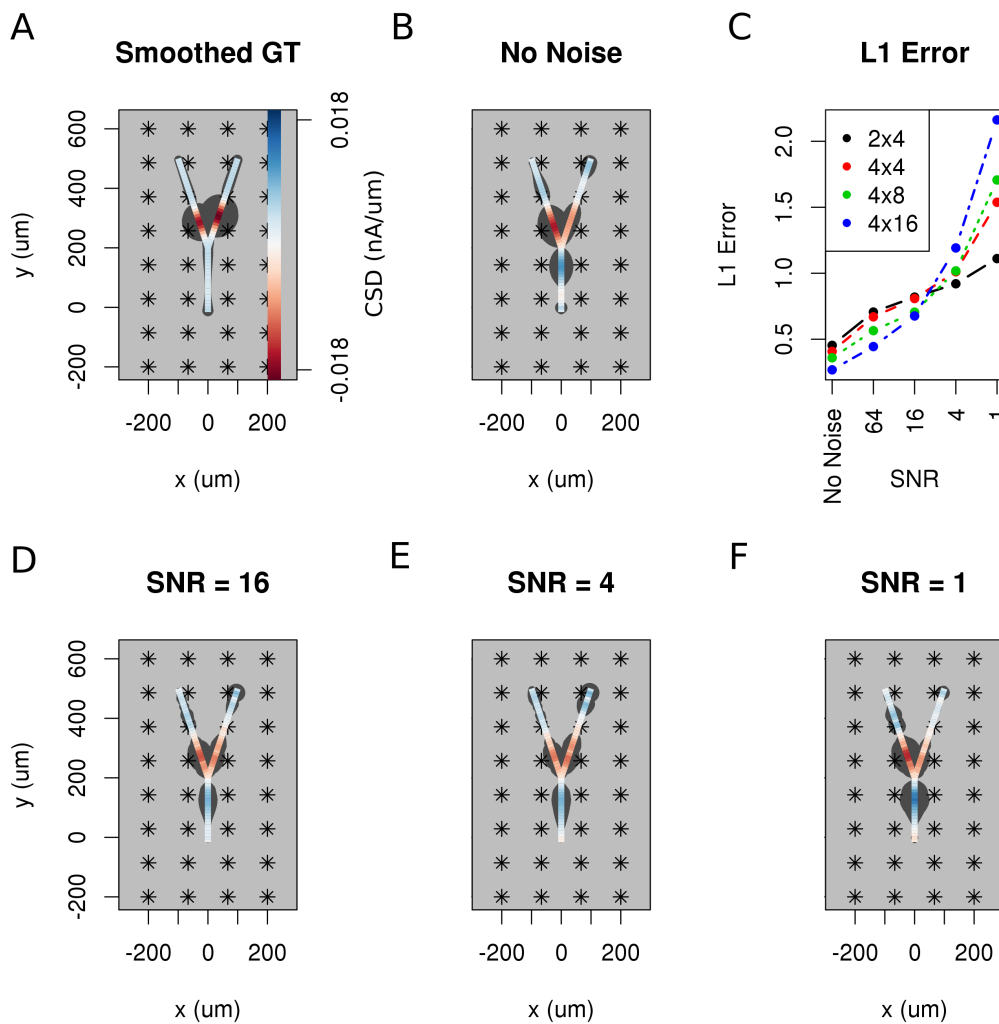 A
Smoothed GT
600
400
200
0
-200
y (um)
-200 0 200
x (um)
0.018
-0.018
CSD (nA/um)
B
No Noise
-200 0 200
x (um)
C
L1 Error
2.0
1.5
1.0
0.5
L1 Error
2x4
4x4
4x8
4x16
No Noise 64 16 4 1
SNR
D
SNR = 16
600
400
200
0
-200
y (um)
-200 0 200
x (um)
E
SNR = 4
-200 0 200
x (um)
F
SNR = 1
-200 0 200
x (um)